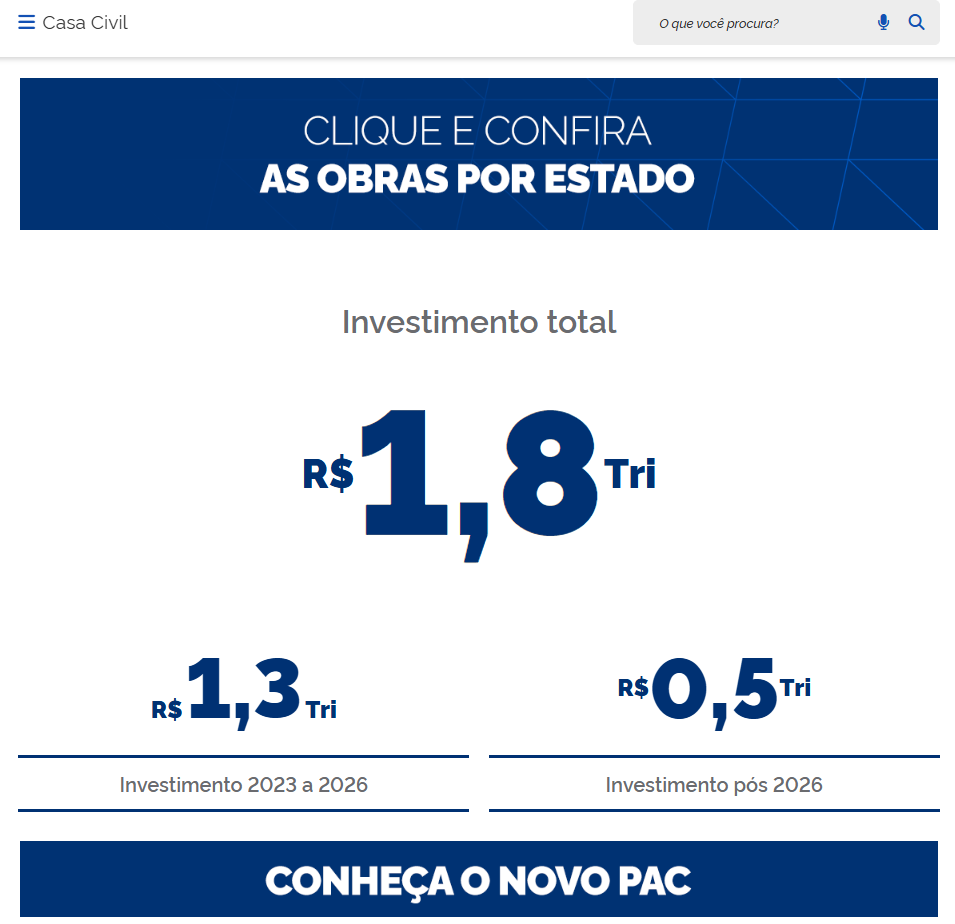 Casa Civil
O que você procura?
CLIQUE E CONFIRA
AS OBRAS POR ESTADO
Investimento total
R$ 1,8 Tri
R$ 1,3 Tri
Investimento 2023 a 2026
R$ 0,5 Tri
Investimento pós 2026
CONHEÇA O NOVO PAC